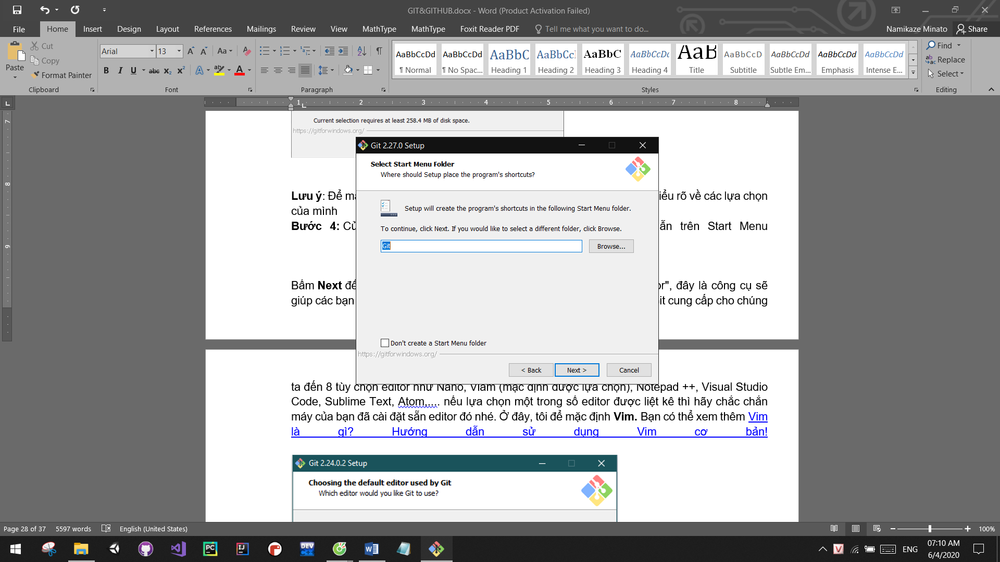 GIT&GITHUB.docx - Word (Product Activation Failed)
File Home Insert Design Layout References Mailings Review View MathType MathType Foxit Reader PDF Tell me what you want to do... Namikaze Minato Share
Paste
Cut
Copy
Format Painter
Clipboard
Arial 13
Font
Paragraph
AaBbCcDd AaBbCcDd AaBbC AaBbCc AaBbC AaBbCcDc AaB AaBbCcD AaBbCcDd AaBbCcDd AaBbCcDd
¶ Normal ¶ No Spac... Heading 1 Heading 2 Heading 3 Heading 4 Title Subtitle Subtle Em... Emphasis Intense E...
Styles
Find
Replace
Select
Editing
1 2 3 4 5 6 7 8
7
8
9
Current selection requires at least 258.4 MB of disk space.
https://gitforwindows.org/
Git 2.27.0 Setup
Select Start Menu Folder
Where should Setup place the program's shortcuts?
Setup will create the program's shortcuts in the following Start Menu folder.
To continue, click Next. If you would like to select a different folder, click Browse.
Git
Browse...
Don't create a Start Menu folder
https://gitforwindows.org/
< Back Next > Cancel
Lưu ý: Để iểu rõ về các lựa chọn
của mình
Bước 4: trên Start Menu
Bấm Next để or", đây là công cụ sẽ
giúp các bạn it cung cấp cho chúng
ta đến 8 tùy chọn editor như Nano, Viam (mặc định được lựa chọn), Notepad ++, Visual Studio
Code, Sublime Text, Atom,.... nếu lựa chọn một trong số editor được liệt kê thì hãy chắc chắn
máy của bạn đã cài đặt sẵn editor đó nhé. Ở đây, tôi để mặc định Vim. Bạn có thể xem thêm Vim
là gì? Hướng dẫn sử dụng Vim cơ bản!
Git 2.24.0.2 Setup
Choosing the default editor used by Git
Which editor would you like Git to use?
Page 28 of 37 5597 words English (United States) 100%
ENG
07:10 AM
6/4/2020